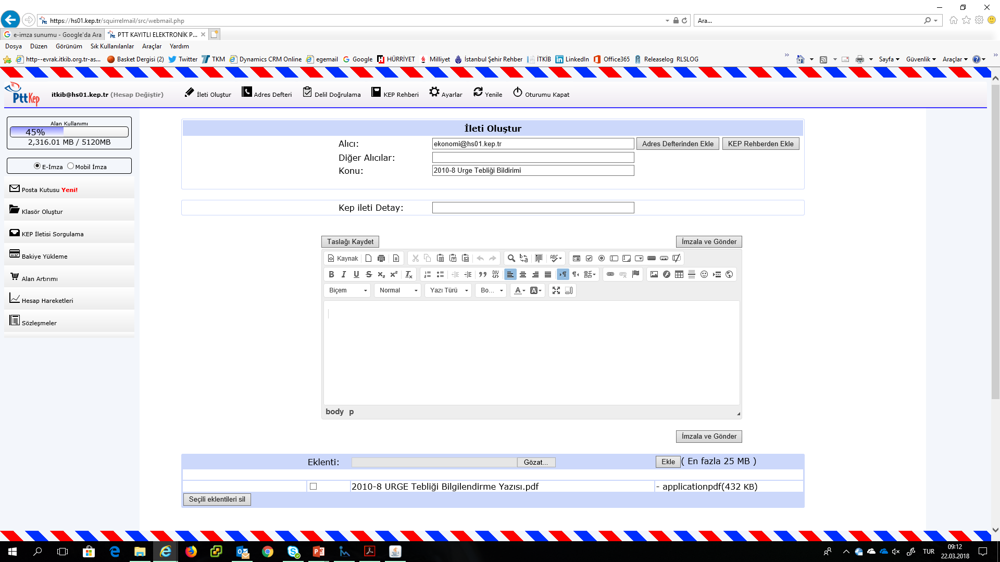 https://hs01.kep.tr/squirrelmail/src/webmail.php
Ara...
e-imza sunumu - Google'da Ara
PTT KAYITLI ELEKTRONİK P...
Dosya Düzen Görünüm Sık Kullanılanlar Araçlar Yardım
http--evrak.itkib.org.tr-as... Basket Dergisi (2) Twitter TKM Dynamics CRM Online egemail Google HÜRRİYET Milliyet İstanbul Şehir Rehber İTKİB LinkedIn Office365 Releaselog RLSLOG
Sayfa Güvenlik Araçlar
PttKep
itkib@hs01.kep.tr (Hesap Değiştir)
İleti Oluştur Adres Defteri Delil Doğrulama KEP Rehberi Ayarlar Yenile Oturumu Kapat
Alan Kullanımı
45%
2,316.01 MB / 5120MB
E-İmza Mobil İmza
Posta Kutusu Yeni!
Klasör Oluştur
KEP İletisi Sorgulama
Bakiye Yükleme
Alan Artırımı
Hesap Hareketleri
Sözleşmeler
İleti Oluştur
Alıcı: ekonomi@hs01.kep.tr Adres Defterinden Ekle KEP Rehberden Ekle
Diğer Alıcılar:
Konu: 2010-8 Urge Tebliği Bildirimi
Kep ileti Detay:
Taslağı Kaydet İmzala ve Gönder
Kaynak
Biçem Normal Yazı Türü Bo...
body p
İmzala ve Gönder
Eklenti: Gözat... Ekle ( En fazla 25 MB )
2010-8 URGE Tebliği Bilgilendirme Yazısı.pdf - applicationpdf(432 KB)
Seçili eklentileri sil
TUR
09:12
22.03.2018